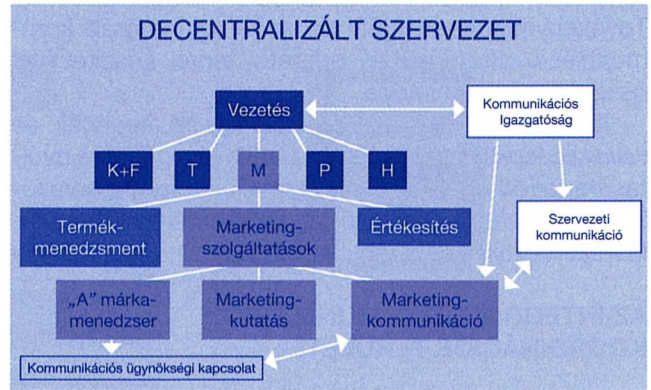 DECENTRALIZÁLT SZERVEZET
Vezetés
Kommunikációs
Igazgatóság
K+F
T
M
P
H
Termék-
menedzsment
Marketing-
szolgáltatások
Értékesítés
Szervezeti
kommunikáció
„A” márka-
menedzser
Marketing-
kutatás
Marketing-
kommunikáció
Kommunikációs ügynökségi kapcsolat